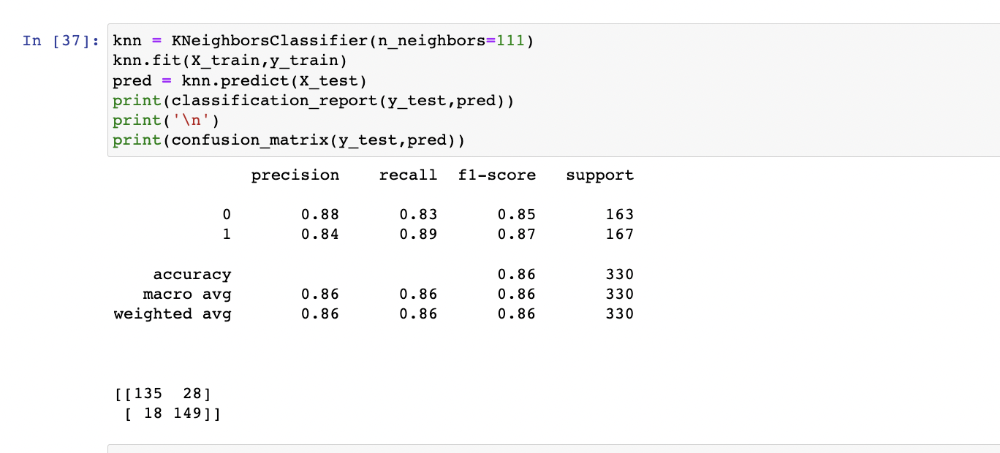 In [37]: knn = KNeighborsClassifier(n_neighbors=111)
knn.fit(X_train,y_train)
pred = knn.predict(X_test)
print(classification_report(y_test,pred))
print('\n')
print(confusion_matrix(y_test,pred))
precision recall f1-score support
0 0.88 0.83 0.85 163
1 0.84 0.89 0.87 167
accuracy 0.86 330
macro avg 0.86 0.86 0.86 330
weighted avg 0.86 0.86 0.86 330
[[135 28]
[ 18 149]]